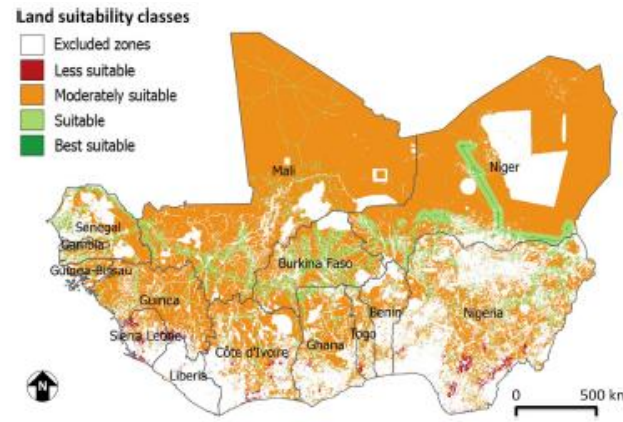 Land suitability classes
Excluded zones
Less suitable
Moderately suitable
Suitable
Best suitable
Mali
Niger
Senegal
Gambia
Guinea-Bissau
Burkina Faso
Guinea
Benin
Nigeria
Sierra Leone
Togo
Côte d'Ivoire
Ghana
Liberia
N
0 500 km